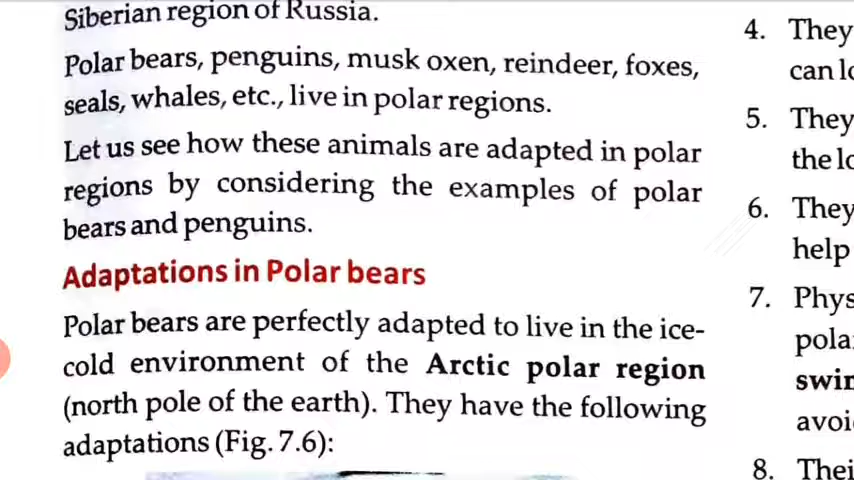 Siberian region of Russia.
Polar bears, penguins, musk oxen, reindeer, foxes,
seals, whales, etc., live in polar regions.
Let us see how these animals are adapted in polar
regions by considering the examples of polar
bears and penguins.
Adaptations in Polar bears
Polar bears are perfectly adapted to live in the ice-
cold environment of the Arctic polar region
(north pole of the earth). They have the following
adaptations (Fig. 7.6):
4. They
can
5. They
the
6. They
help
7.
8.